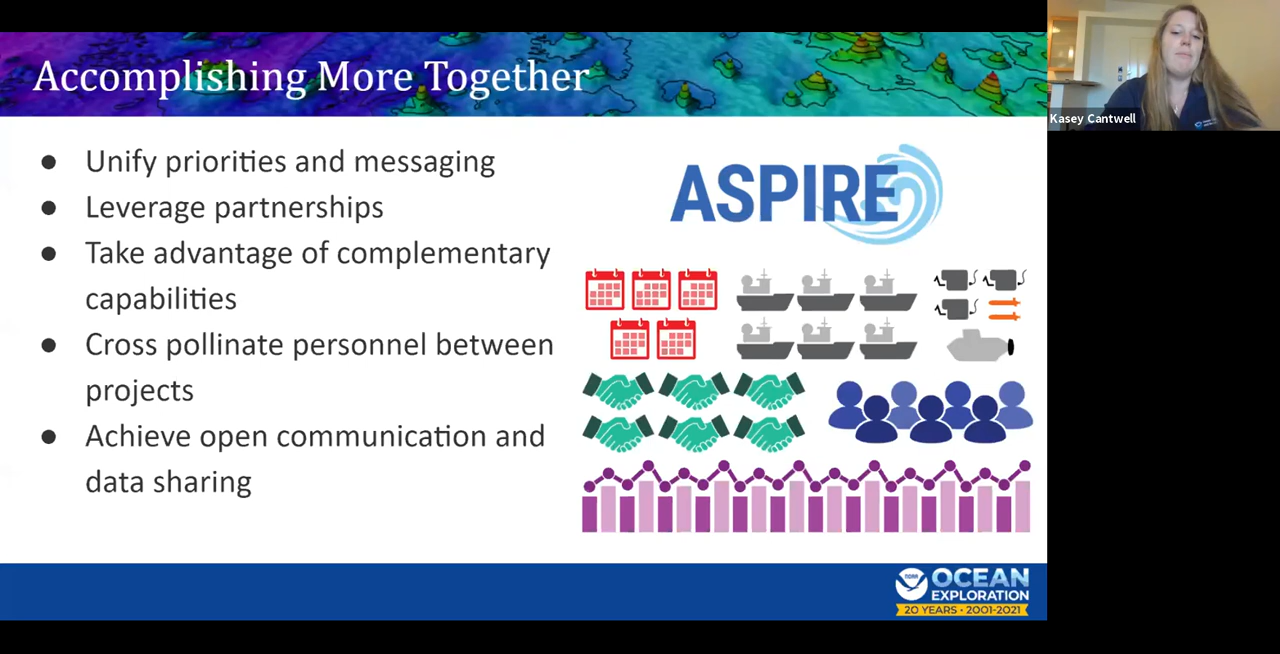 Accomplishing More Together
Kasey Cantwell
● Unify priorities and messaging
● Leverage partnerships
● Take advantage of complementary
capabilities
● Cross pollinate personnel between
projects
● Achieve open communication and
data sharing
ASPIRE
NOAA
OCEAN
EXPLORATION
20 YEARS • 2001-2021